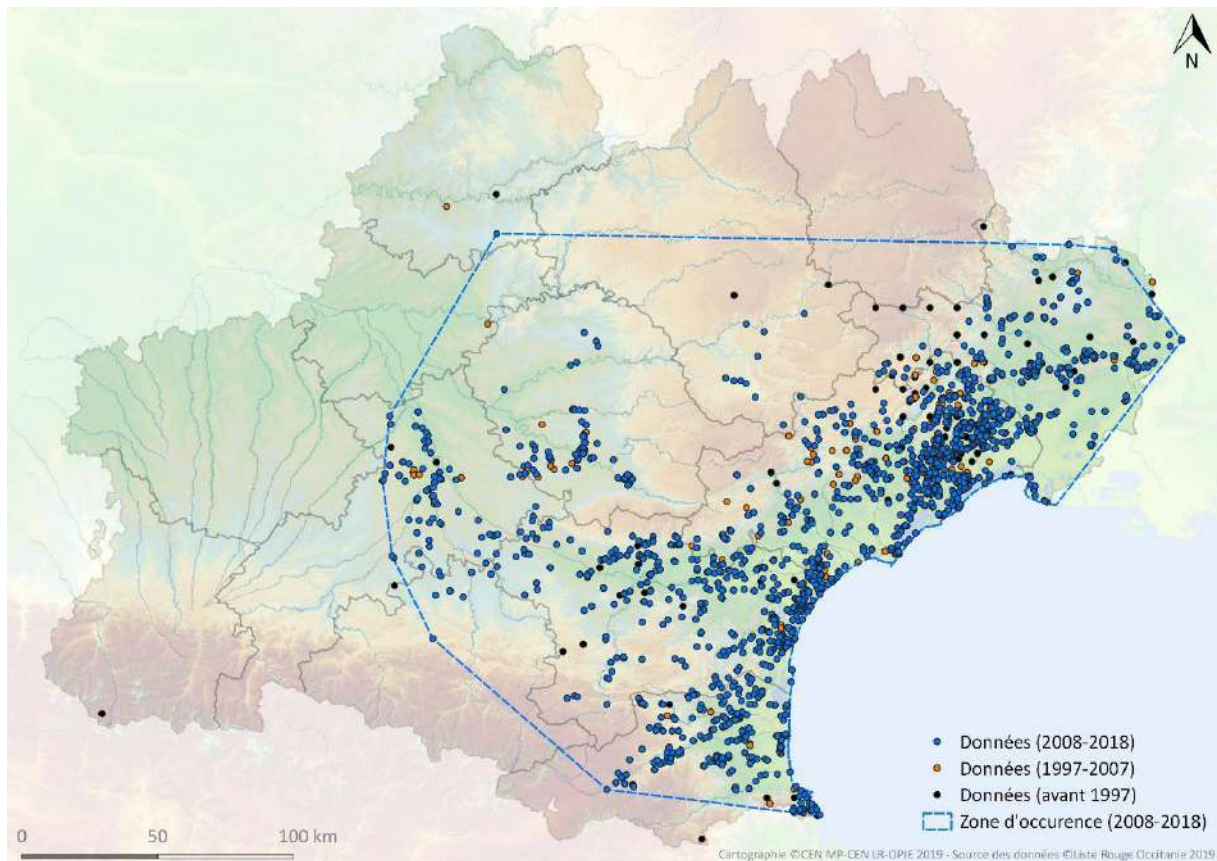 N
Données (2008-2018)
Données (1997-2007)
Données (avant 1997)
Zone d'occurence (2008-2018)
0 50 100 km
Cartographie ©CEN MP-CEN LR-OPIE 2019 - Source des données ©Liste Rouge Occitanie 2019